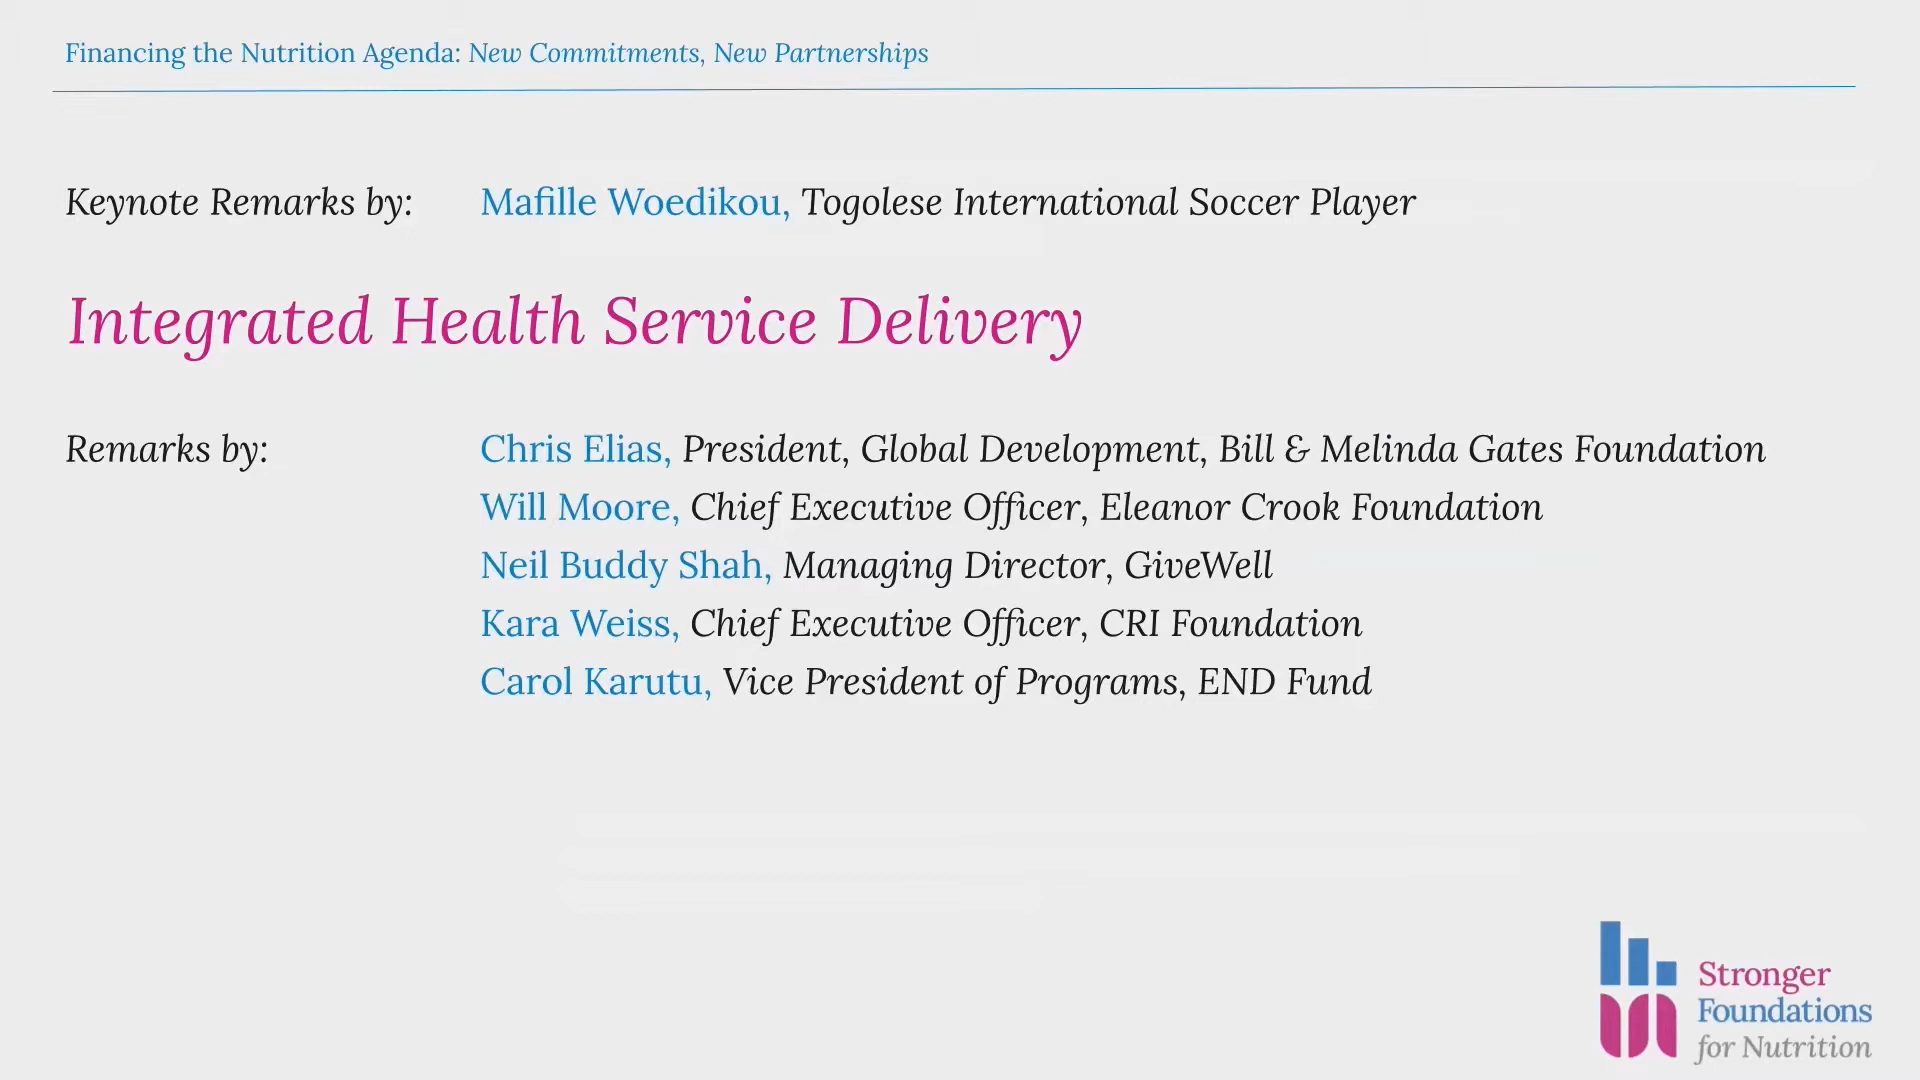 Financing the Nutrition Agenda: New Commitments, New Partnerships
Keynote Remarks by: Mafille Woedikou, Togolese International Soccer Player
Integrated Health Service Delivery
Remarks by: Chris Elias, President, Global Development, Bill & Melinda Gates Foundation
Will Moore, Chief Executive Officer, Eleanor Crook Foundation
Neil Buddy Shah, Managing Director, GiveWell
Kara Weiss, Chief Executive Officer, CRI Foundation
Carol Karutu, Vice President of Programs, END Fund
Stronger
Foundations
for Nutrition